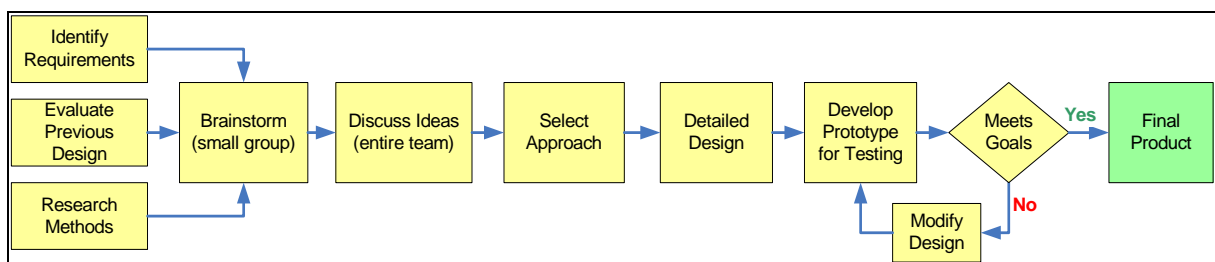 Identify
Requirements
Evaluate
Previous
Design
Research
Methods
Brainstorm
(small group)
Discuss Ideas
(entire team)
Select
Approach
Detailed
Design
Develop
Prototype
for Testing
Meets
Goals
Yes
Final
Product
No
Modify
Design